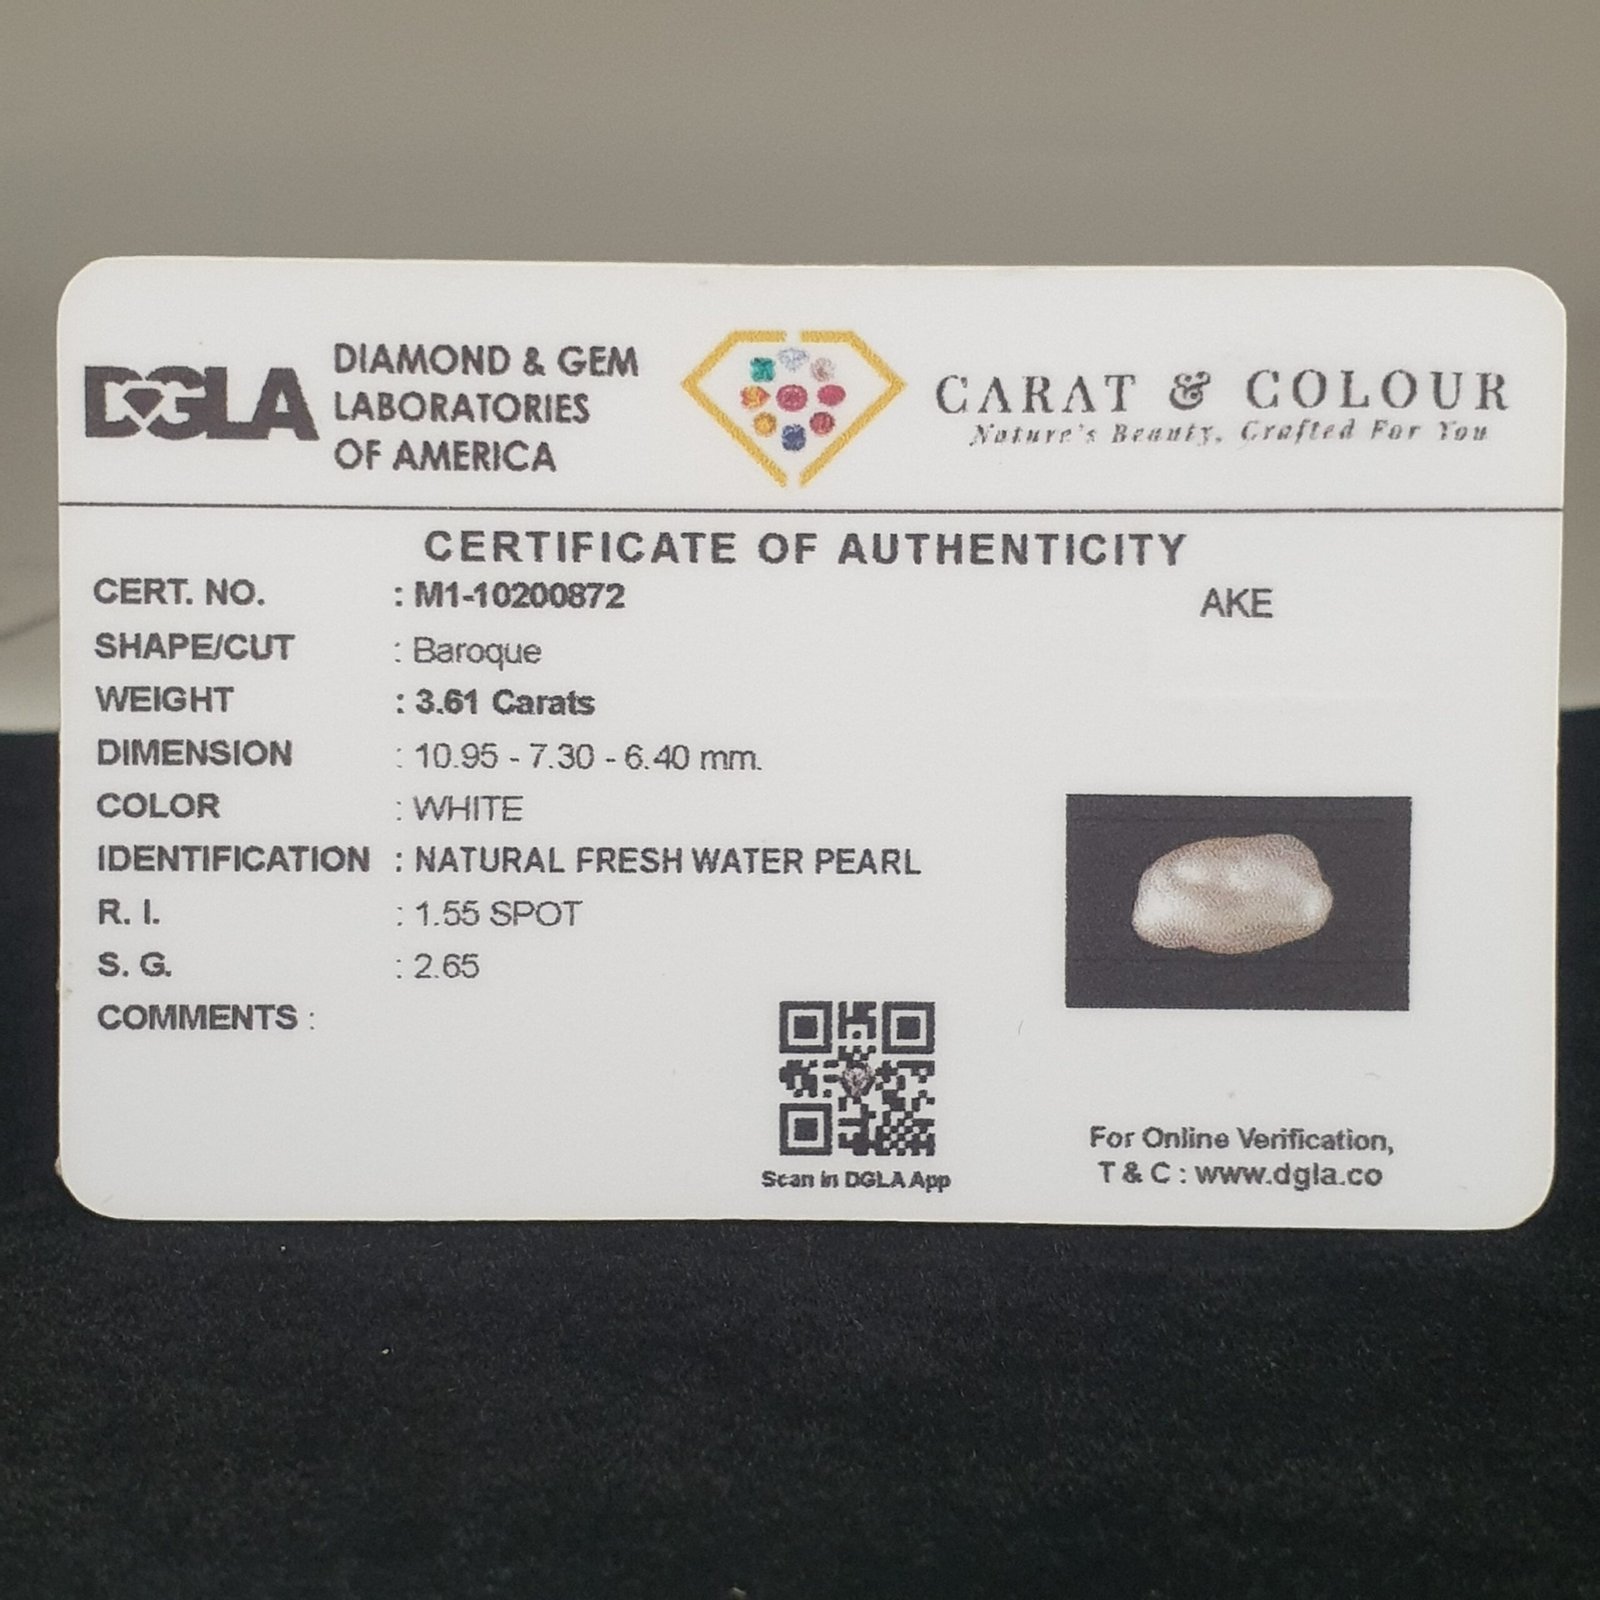 DGLA
DIAMOND & GEM
LABORATORIES
OF AMERICA
CARAT & COLOUR
Nature's Beauty, Crafted For You
CERTIFICATE OF AUTHENTICITY
CERT. NO. : M1-10200872
AKE
SHAPE/CUT : Baroque
WEIGHT : 3.61 Carats
DIMENSION : 10.95 - 7.30 - 6.40 mm.
COLOR : WHITE
IDENTIFICATION : NATURAL FRESH WATER PEARL
R. I. : 1.55 SPOT
S. G. : 2.65
COMMENTS :
Scan in DGLA App
For Online Verification,
T & C : www.dgla.co